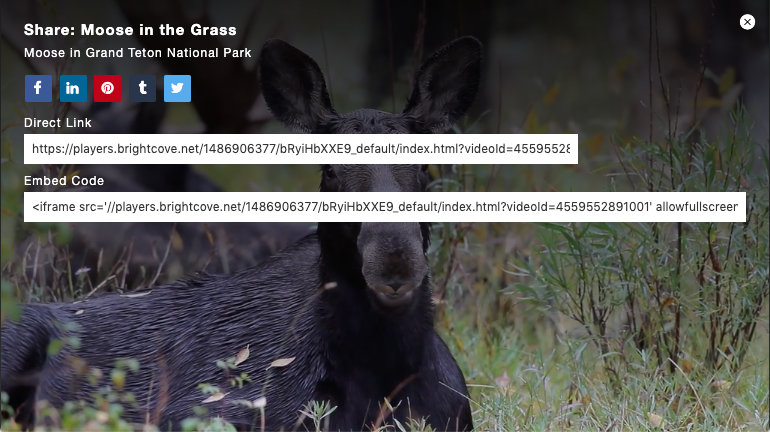 Share: Moose in the Grass
Moose in Grand Teton National Park
f in t
Direct Link
https://players.brightcove.net/1486906377/bRyiHbXXE9_default/index.html?videoId=45595528
Embed Code
<iframe src='//players.brightcove.net/1486906377/bRyiHbXXE9_default/index.html?videoId=4559552891001' allowfullscreen